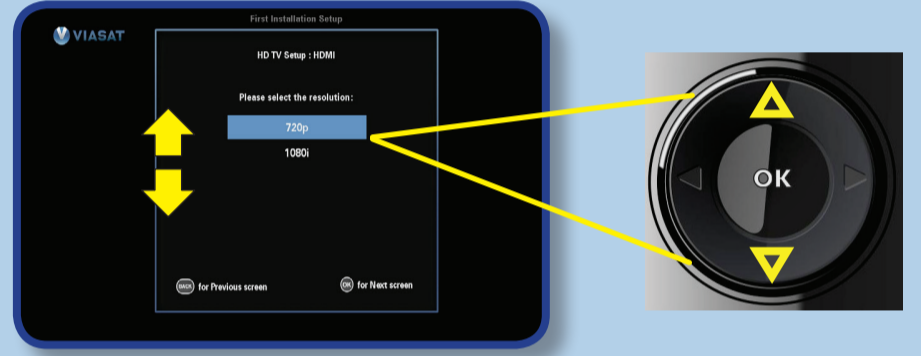 First Installation Setup
VIASAT
HD TV Setup : HDMI
Please select the resolution:
720p
1080i
BACK for Previous screen
OK for Next screen
OK